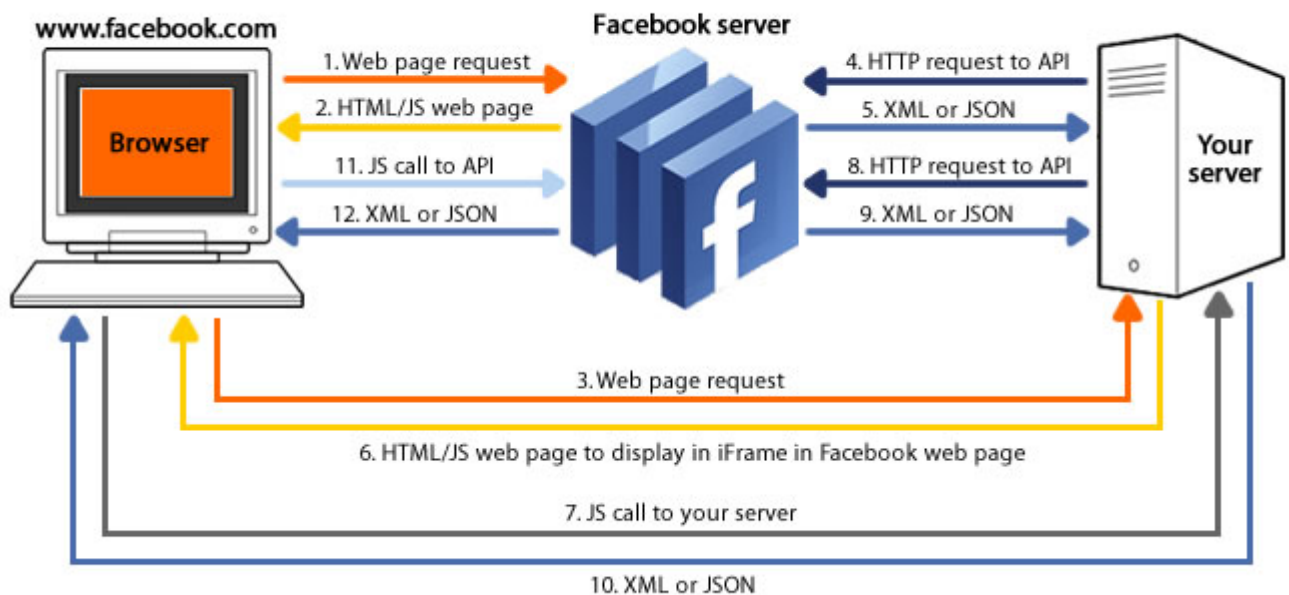 www.facebook.com
Facebook server
1. Web page request
4. HTTP request to API
2. HTML/JS web page
5. XML or JSON
Browser
Your
server
11. JS call to API
8. HTTP request to API
12. XML or JSON
9. XML or JSON
f
3. Web page request
6. HTML/JS web page to display in iFrame in Facebook web page
7. JS call to your server
10. XML or JSON